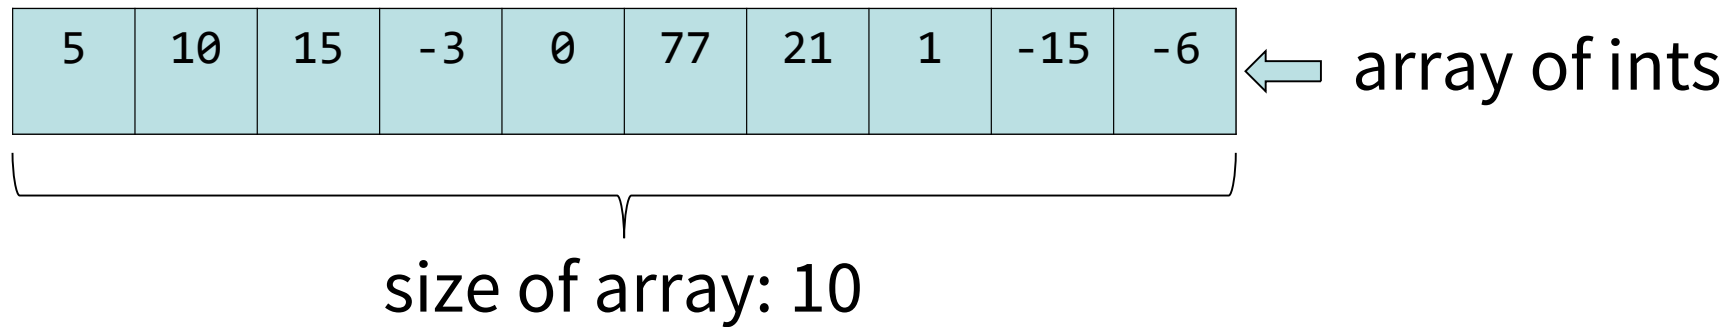 5 10 15 -3 0 77 21 1 -15 -6 array of ints
size of array: 10